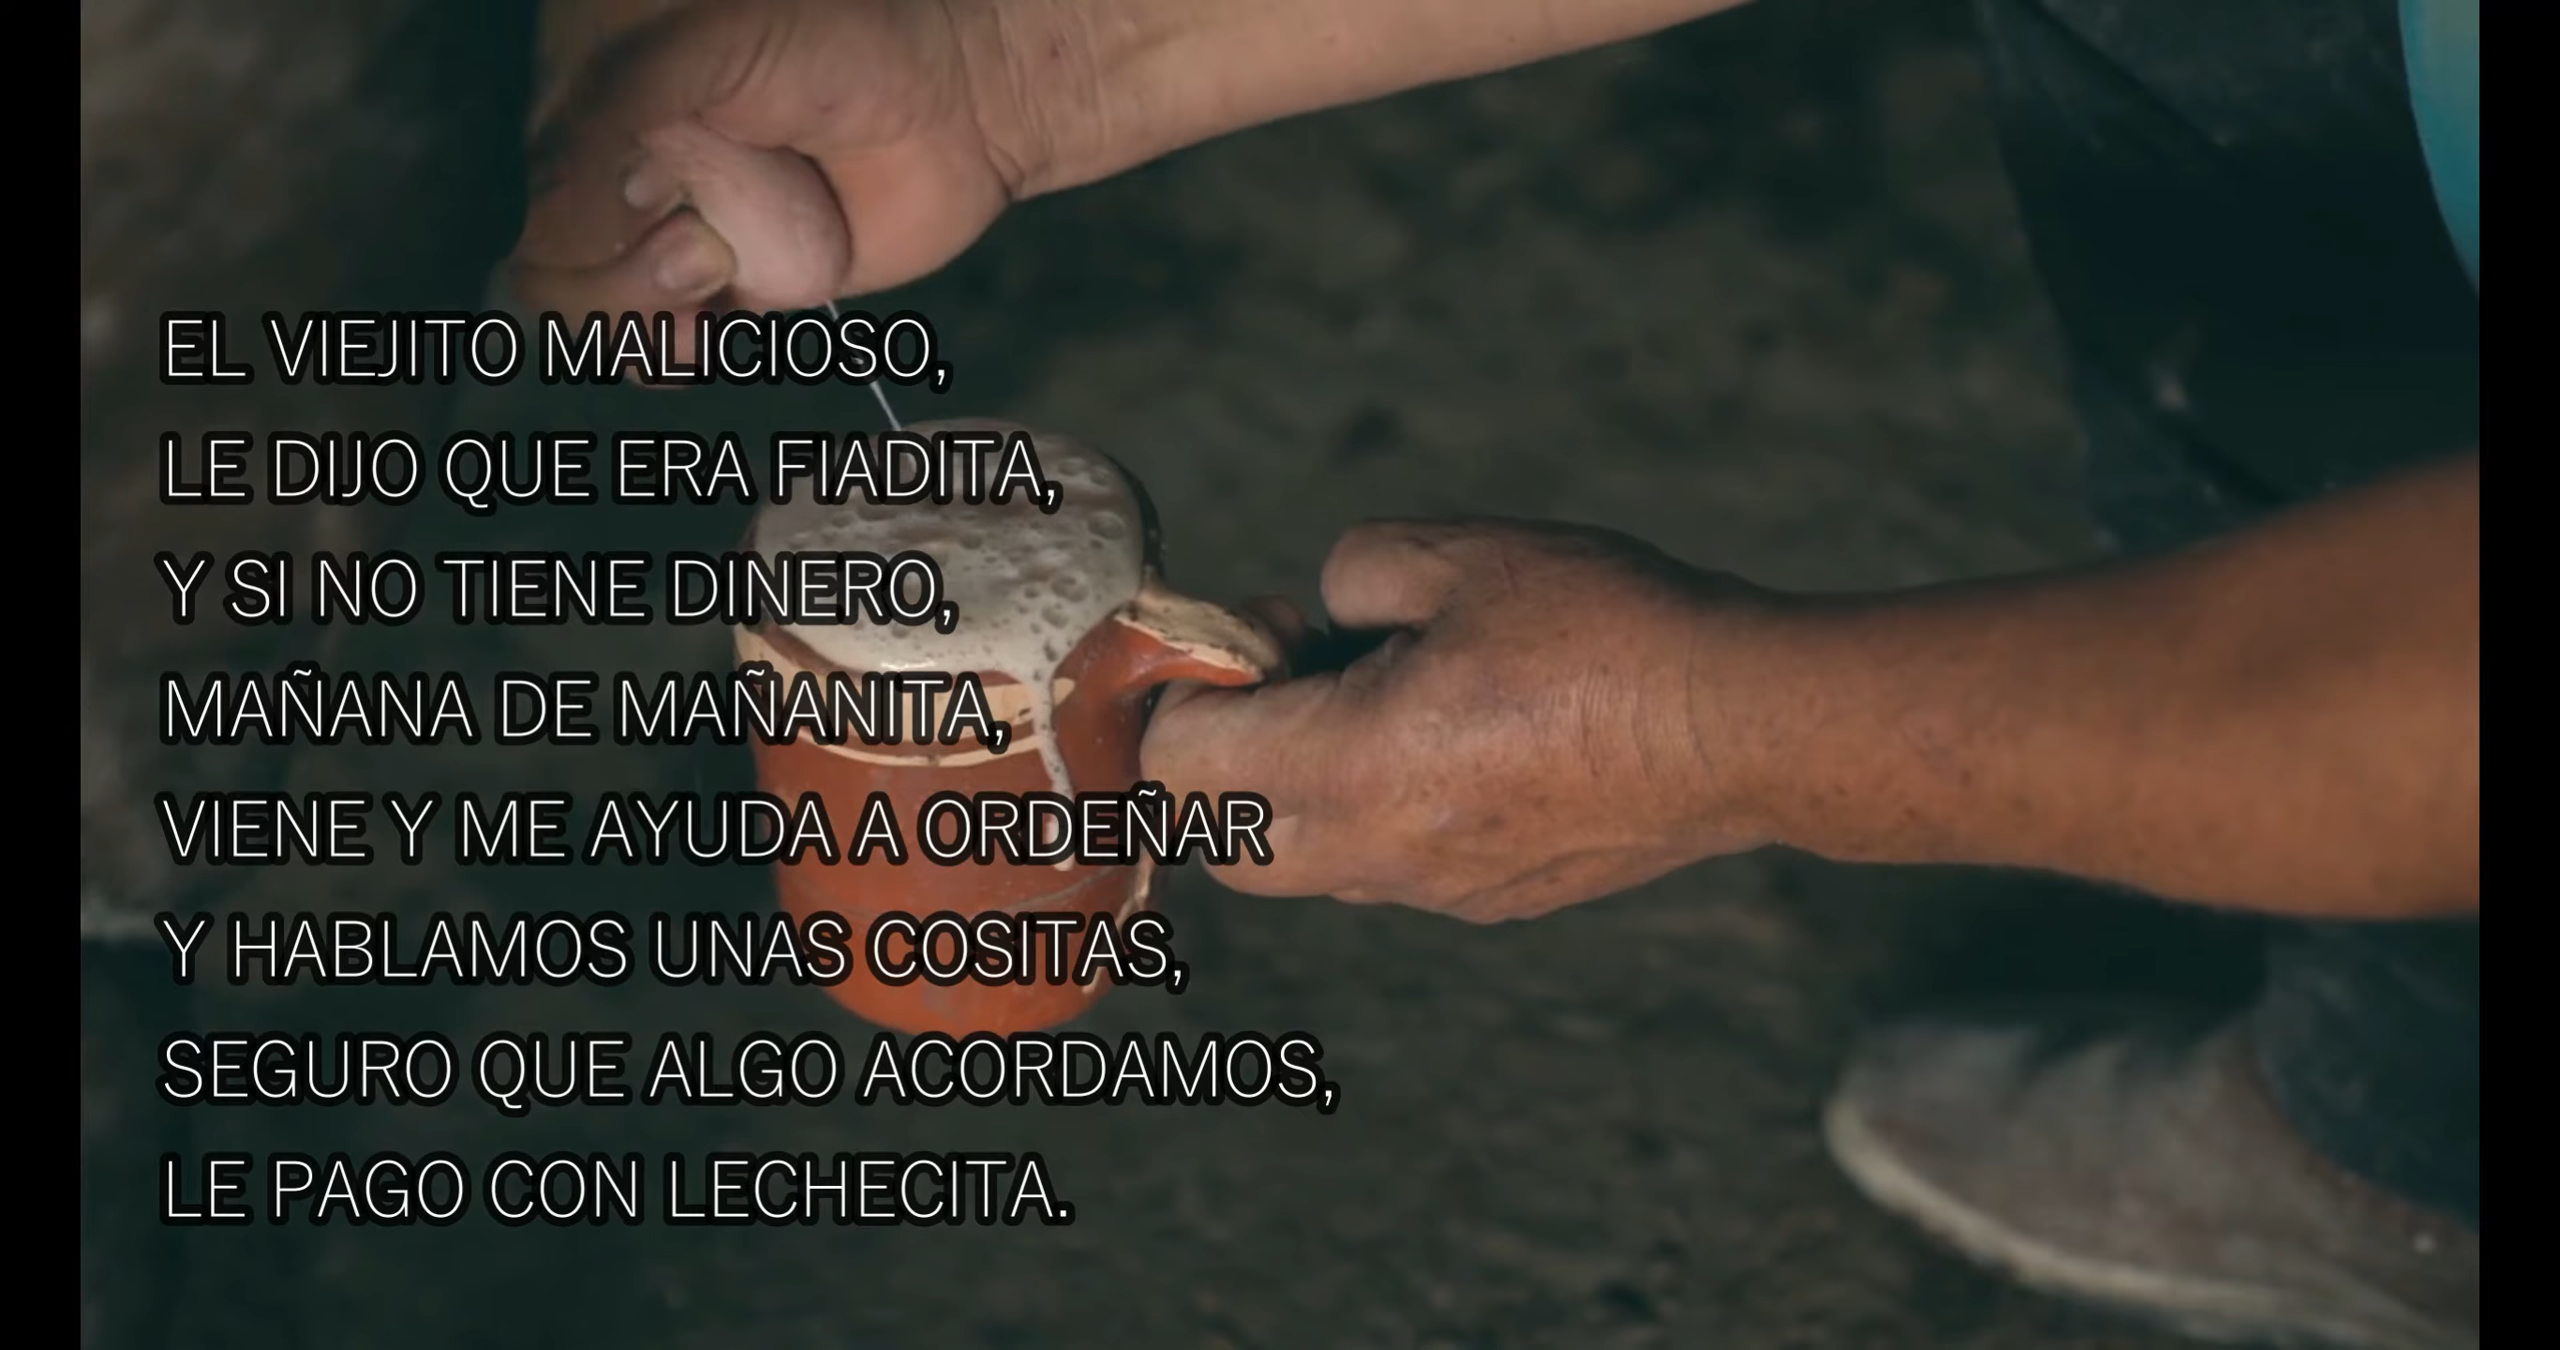 EL VIEJITO MALICIOSO,
LE DIJO QUE ERA FIADITA,
Y SI NO TIENE DINERO,
MAÑANA DE MAÑANITA,
VIENE Y ME AYUDA A ORDEÑAR
Y HABLAMOS UNAS COSITAS,
SEGURO QUE ALGO ACORDAMOS,
LE PAGO CON LECHECITA.